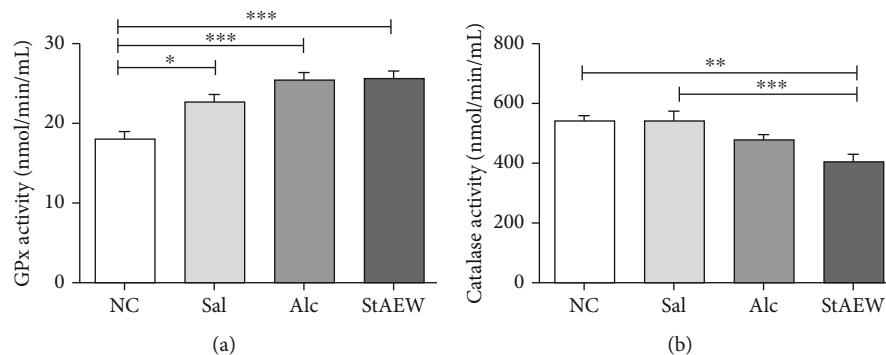 ***
***
*
GPx activity (nmol/min/mL)
30
20
10
0
NC Sal Alc StAEW
(a)
**
***
Catalase activity (nmol/min/mL)
800
600
400
200
0
NC Sal Alc StAEW
(b)